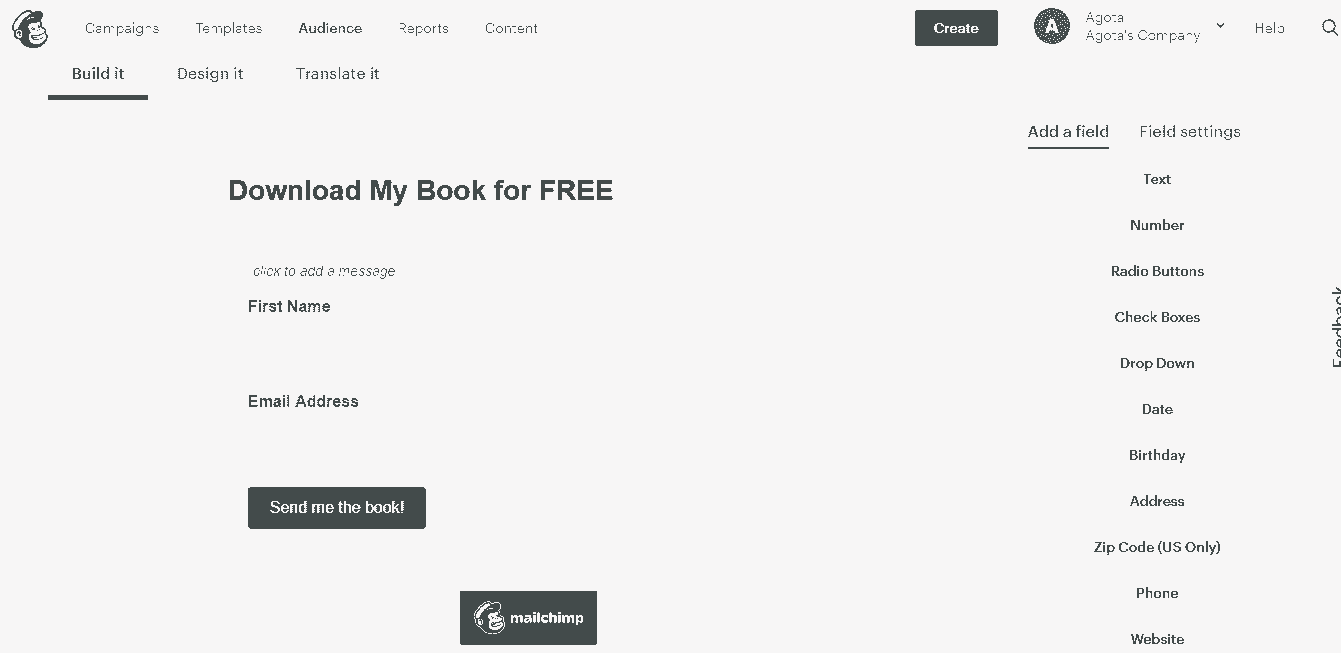 Campaigns Templates Audience Reports Content Create A Agota Help
Agota's Company
Build it Design it Translate it
Add a field Field settings
Download My Book for FREE
click to add a message
First Name
Email Address
Send me the book!
mailchimp
Text
Number
Radio Buttons
Check Boxes
Drop Down
Date
Birthday
Address
Zip Code (US Only)
Phone
Website
Feedback